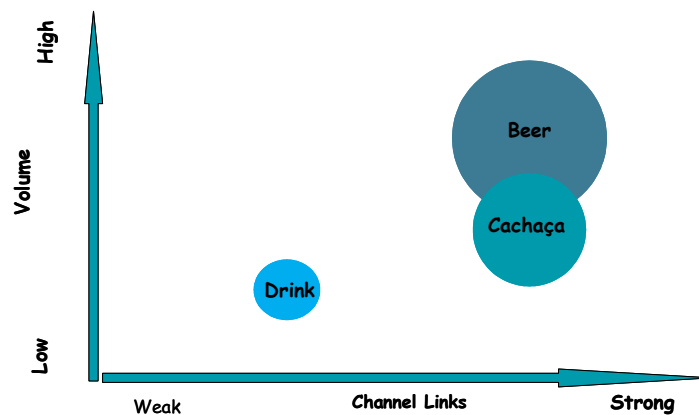 High
Volume
Low
Beer
Cachaça
Drink
Weak
Channel Links
Strong